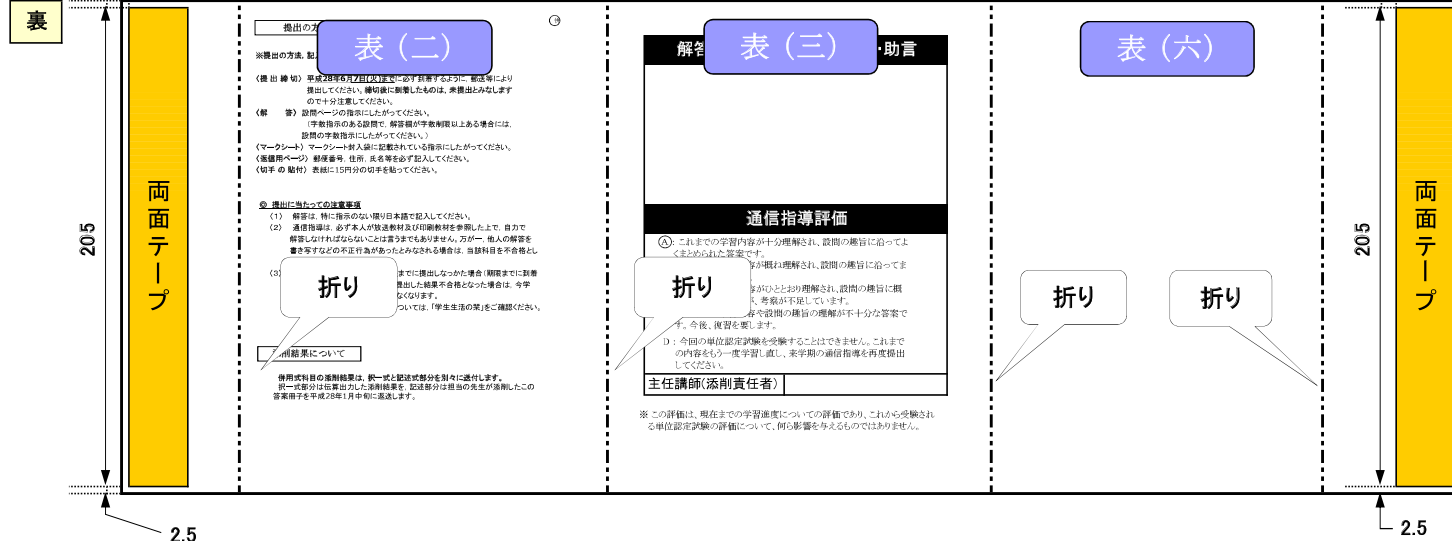 裏
提出の方
表（二）
※提出の方法、記
〈提 出 締 切〉 平成28年6月7日(火)までに必ず到着するように、郵送等により
提出してください。締切後に到着したものは、未提出とみなします
ので十分注意してください。
〈解　　答〉 設問ページの指示にしたがってください。
（字数指示のある設問で、解答欄が字数制限以上ある場合には、
設問の字数指示にしたがってください。）
〈マークシート〉 マークシート封入袋に記載されている指示にしたがってください。
〈返信用ページ〉 郵便番号、住所、氏名等を必ず記入してください。
〈切手の貼付〉 表紙に15円分の切手を貼ってください。
◎ 提出に当たっての注意事項
（1）　解答は、特に指示のない限り日本語で記入してください。
（2）　通信指導は、必ず本人が放送教材及び印刷教材を参照した上で、自力で
解答しなければならないことは言うまでもありません。万が一、他人の解答を
書き写すなどの不正行為があったとみなされる場合は、当該科目を不合格とし
（3）
までに提出しなっかた場合（期限までに到着
提出した結果不合格となった場合は、今学
なくなります。
ついては、「学生生活の栞」をご確認ください。
折り
添削結果について
併用式科目の添削結果は、択一式と記述式部分を別々に送付します。
択一式部分は伝算出力した添削結果を、記述部分は担当の先生が添削したこの
答案冊子を平成28年1月中旬に返送します。
表（三）
解答
・助言
通信指導評価
Ⓐ：これまでの学習内容が十分理解され、設問の趣旨に沿ってよ
くまとめられた答案です。
容が概ね理解され、設問の趣旨に沿ってま
容がひととおり理解され、設問の趣旨に概
が、考察が不足しています。
容や設問の趣旨の理解が不十分な答案で
す。今後、復習を要します。
D：今回の単位認定試験を受験することはできません。これまで
の内容をもう一度学習し直し、来学期の通信指導を再度提出
してください。
折り
主任講師(添削責任者)
※ この評価は、現在までの学習進度についての評価であり、これから受験され
る単位認定試験の評価について、何ら影響を与えるものではありません。
表（六）
折り
折り
両面テープ
両面テープ
205
205
2.5
2.5